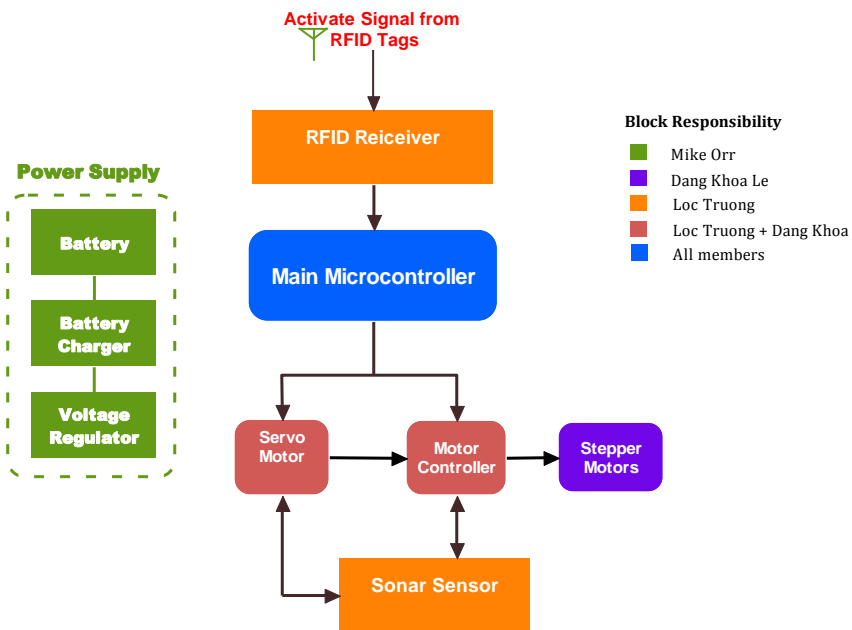 Activate Signal from
RFID Tags
RFID Reiceiver
Main Microcontroller
Servo
Motor
Motor
Controller
Stepper
Motors
Sonar Sensor
Power Supply
Battery
Battery
Charger
Voltage
Regulator
Block Responsibility
Mike Orr
Dang Khoa Le
Loc Truong
Loc Truong + Dang Khoa
All members